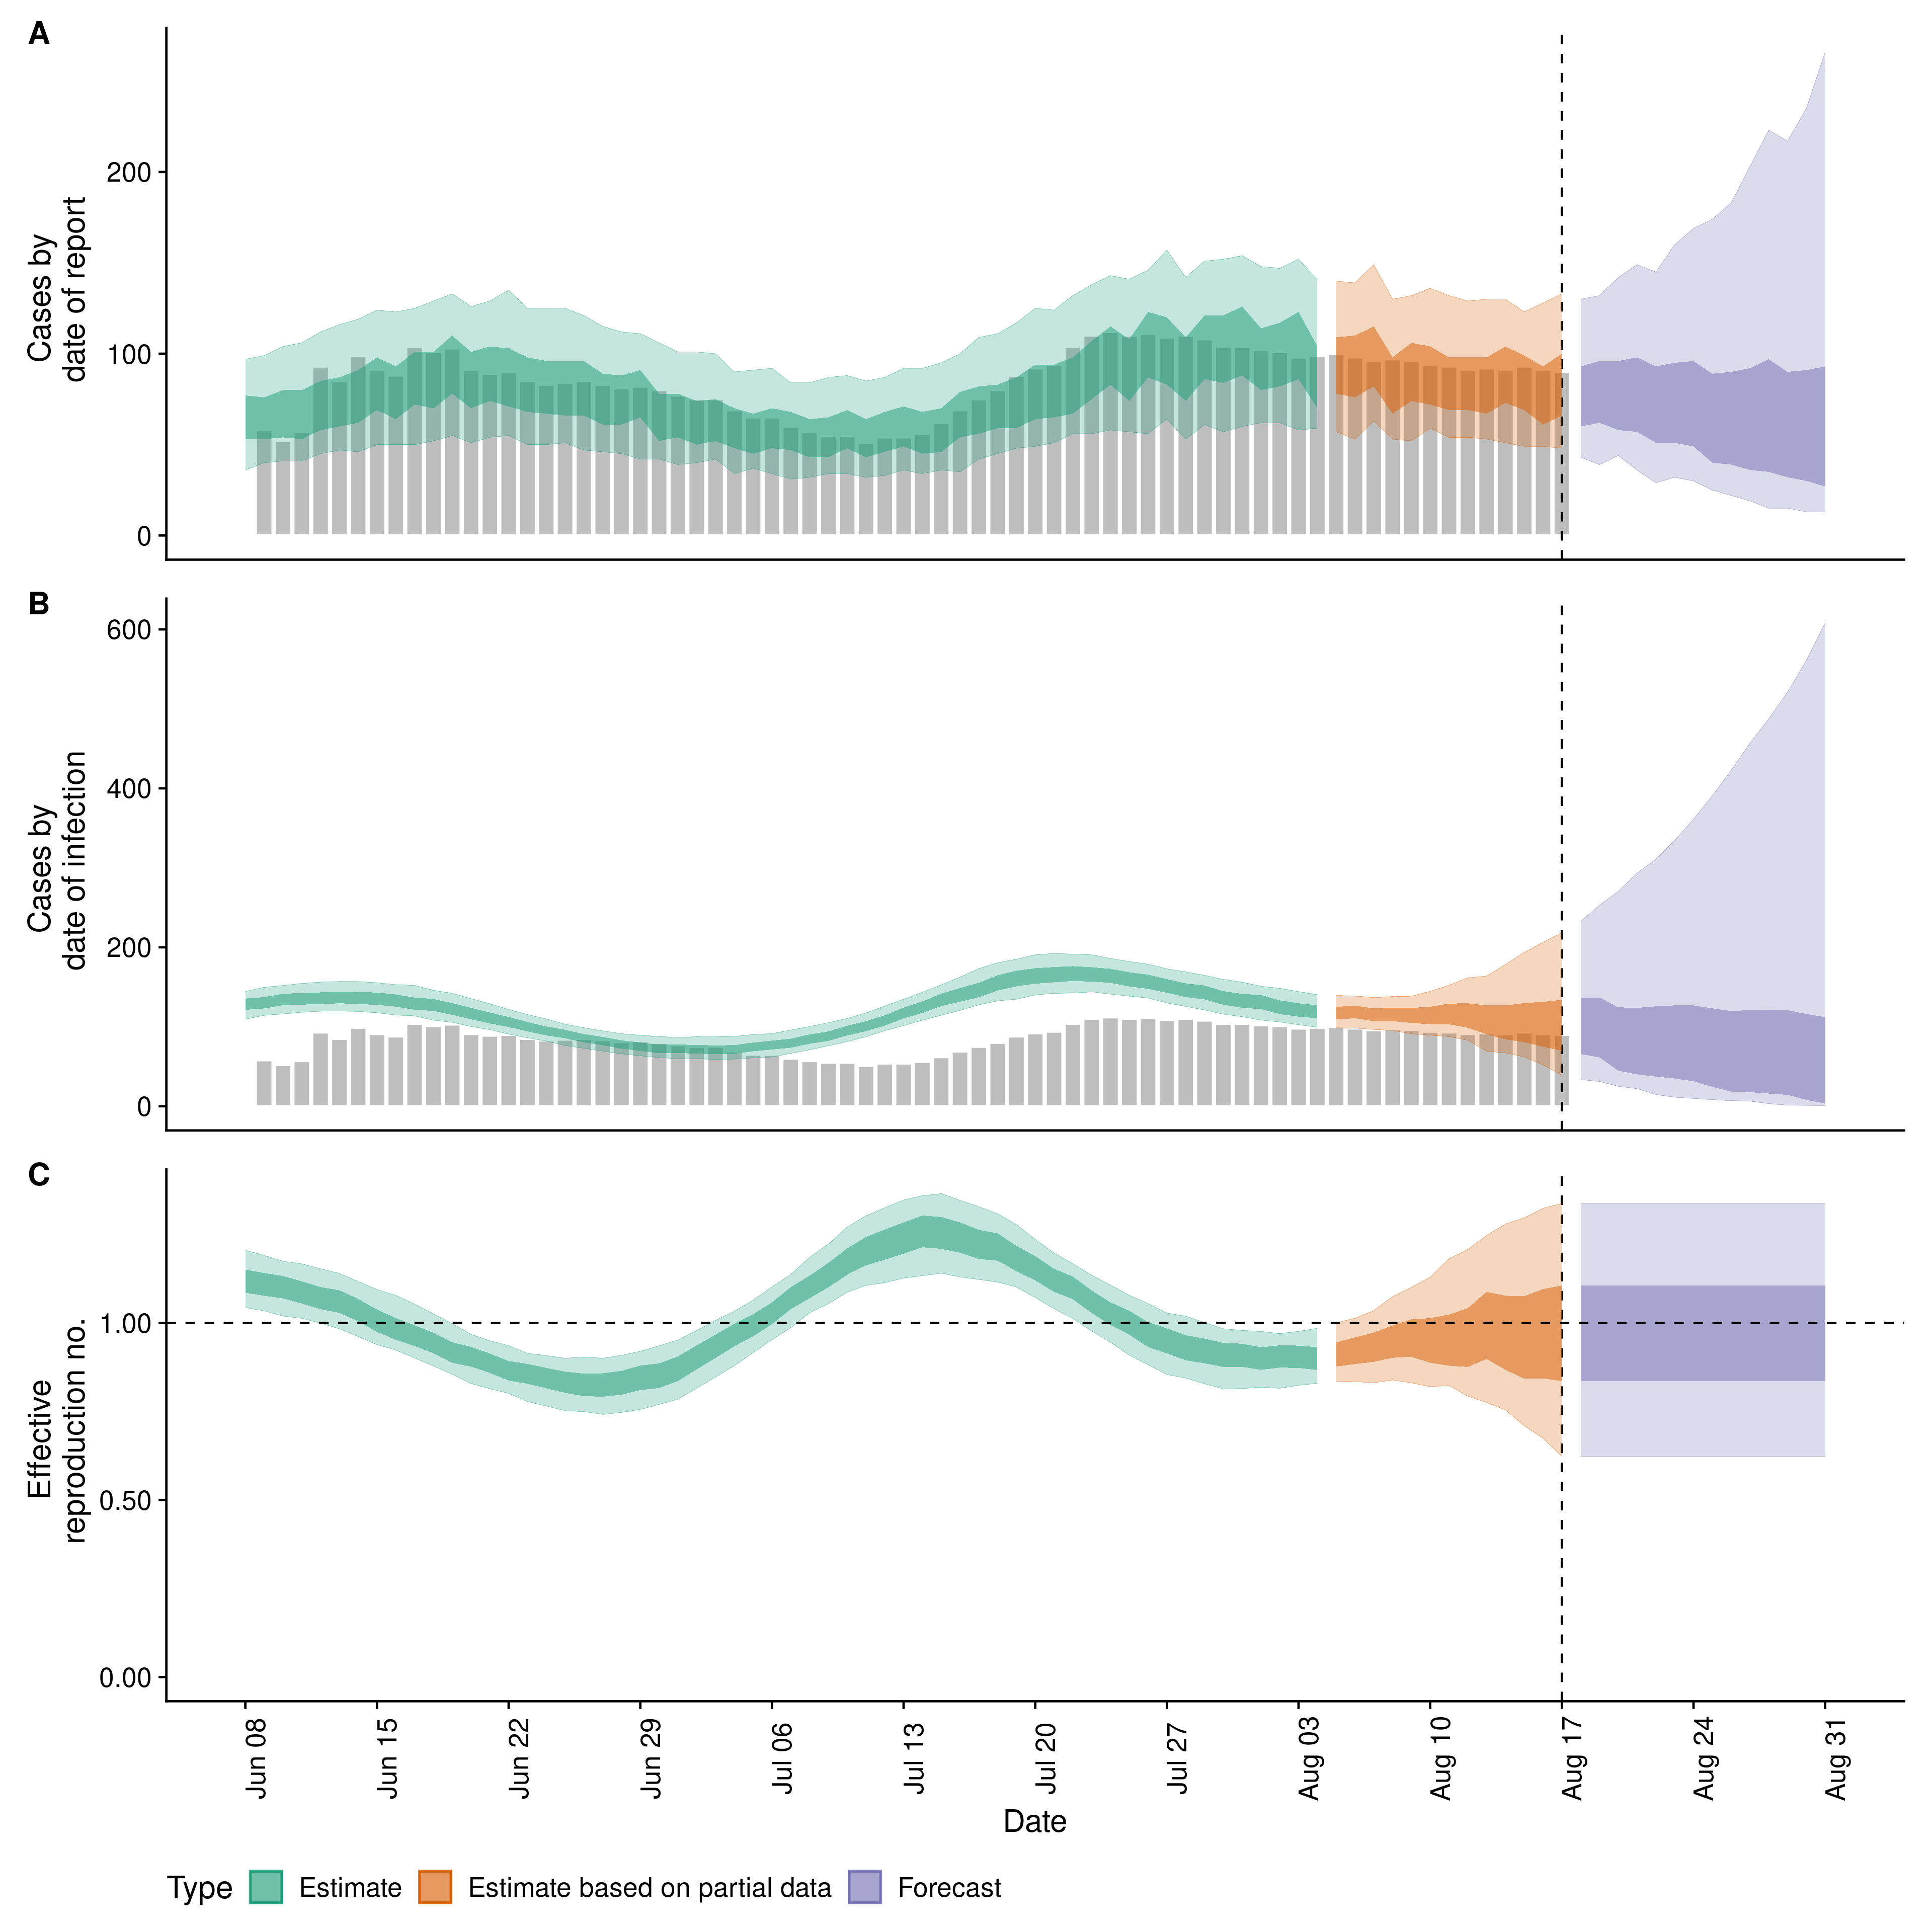 A
Cases by
date of report
200
100
0
B
Cases by
date of infection
600
400
200
0
C
Effective
reproduction no.
1.00
0.50
0.00
Jun 08
Jun 15
Jun 22
Jun 29
Jul 06
Jul 13
Jul 20
Jul 27
Aug 03
Aug 10
Aug 17
Aug 24
Aug 31
Date
Type Estimate Estimate based on partial data Forecast